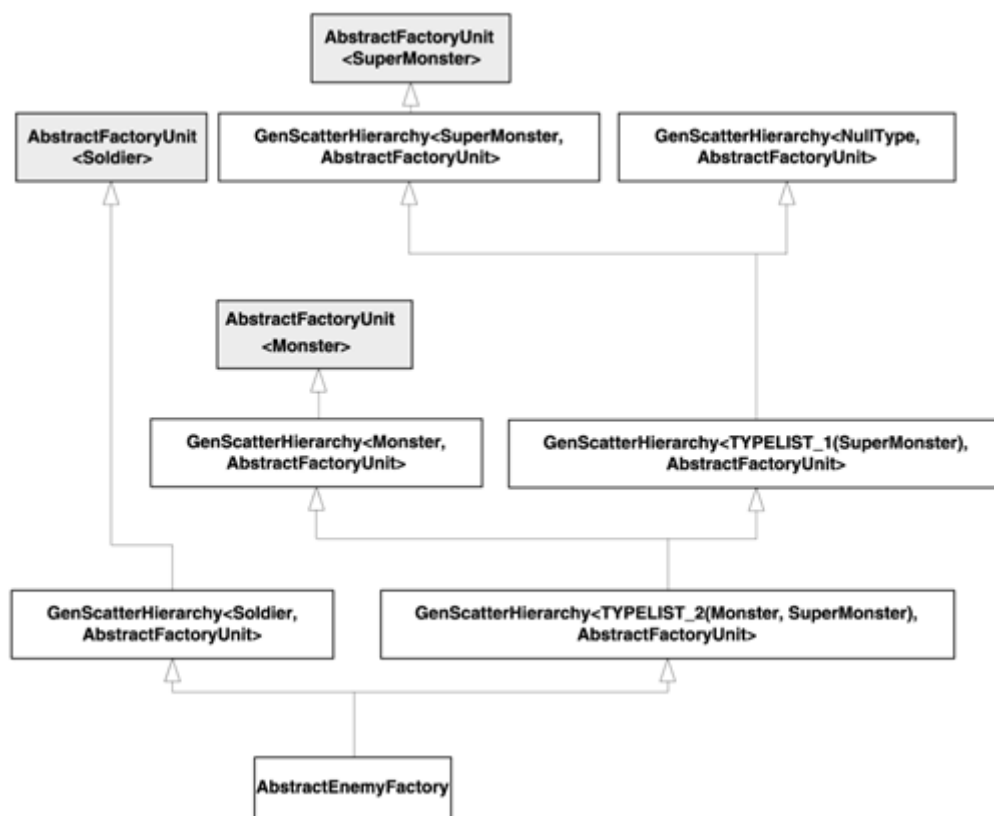 AbstractFactoryUnit
<SuperMonster>
AbstractFactoryUnit
<Soldier>
GenScatterHierarchy<SuperMonster,
AbstractFactoryUnit>
GenScatterHierarchy<NullType,
AbstractFactoryUnit>
AbstractFactoryUnit
<Monster>
GenScatterHierarchy<Monster,
AbstractFactoryUnit>
GenScatterHierarchy<TYPELIST_1(SuperMonster),
AbstractFactoryUnit>
GenScatterHierarchy<Soldier,
AbstractFactoryUnit>
GenScatterHierarchy<TYPELIST_2(Monster, SuperMonster),
AbstractFactoryUnit>
AbstractEnemyFactory